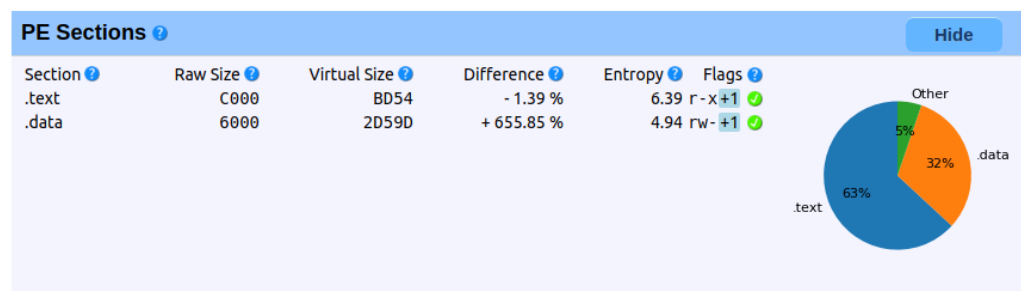 PE Sections ?
Hide
Section ? Raw Size ? Virtual Size ? Difference ? Entropy ? Flags ?
.text C000 BD54 - 1.39 % 6.39 r-x +1
.data 6000 2D59D + 655.85 % 4.94 rw- +1
Other
5%
32%
.data
63%
.text